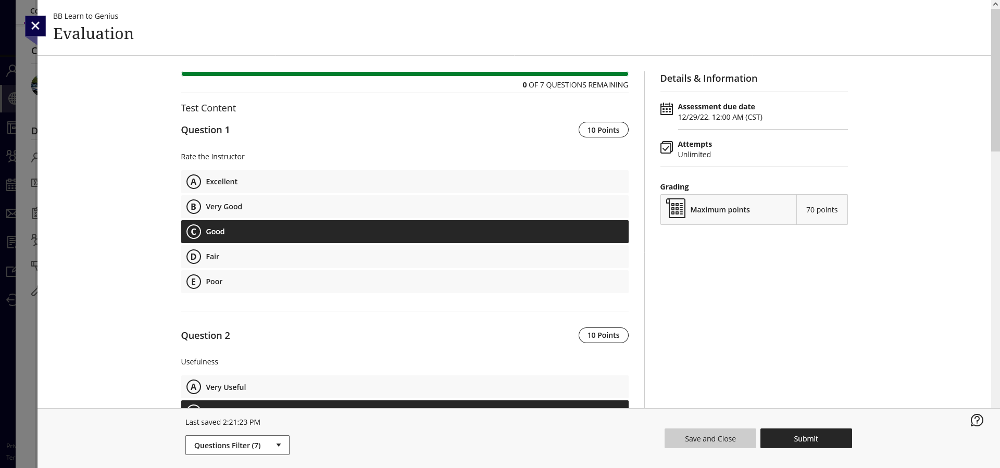 BB Learn to Genius
Evaluation
0 OF 7 QUESTIONS REMAINING
Test Content
Question 1
10 Points
Rate the Instructor
A Excellent
B Very Good
C Good
D Fair
E Poor
Question 2
10 Points
Usefulness
A Very Useful
Details & Information
Assessment due date
12/29/22, 12:00 AM (CST)
Attempts
Unlimited
Grading
Maximum points
70 points
Last saved 2:21:23 PM
Questions Filter (7)
Save and Close
Submit